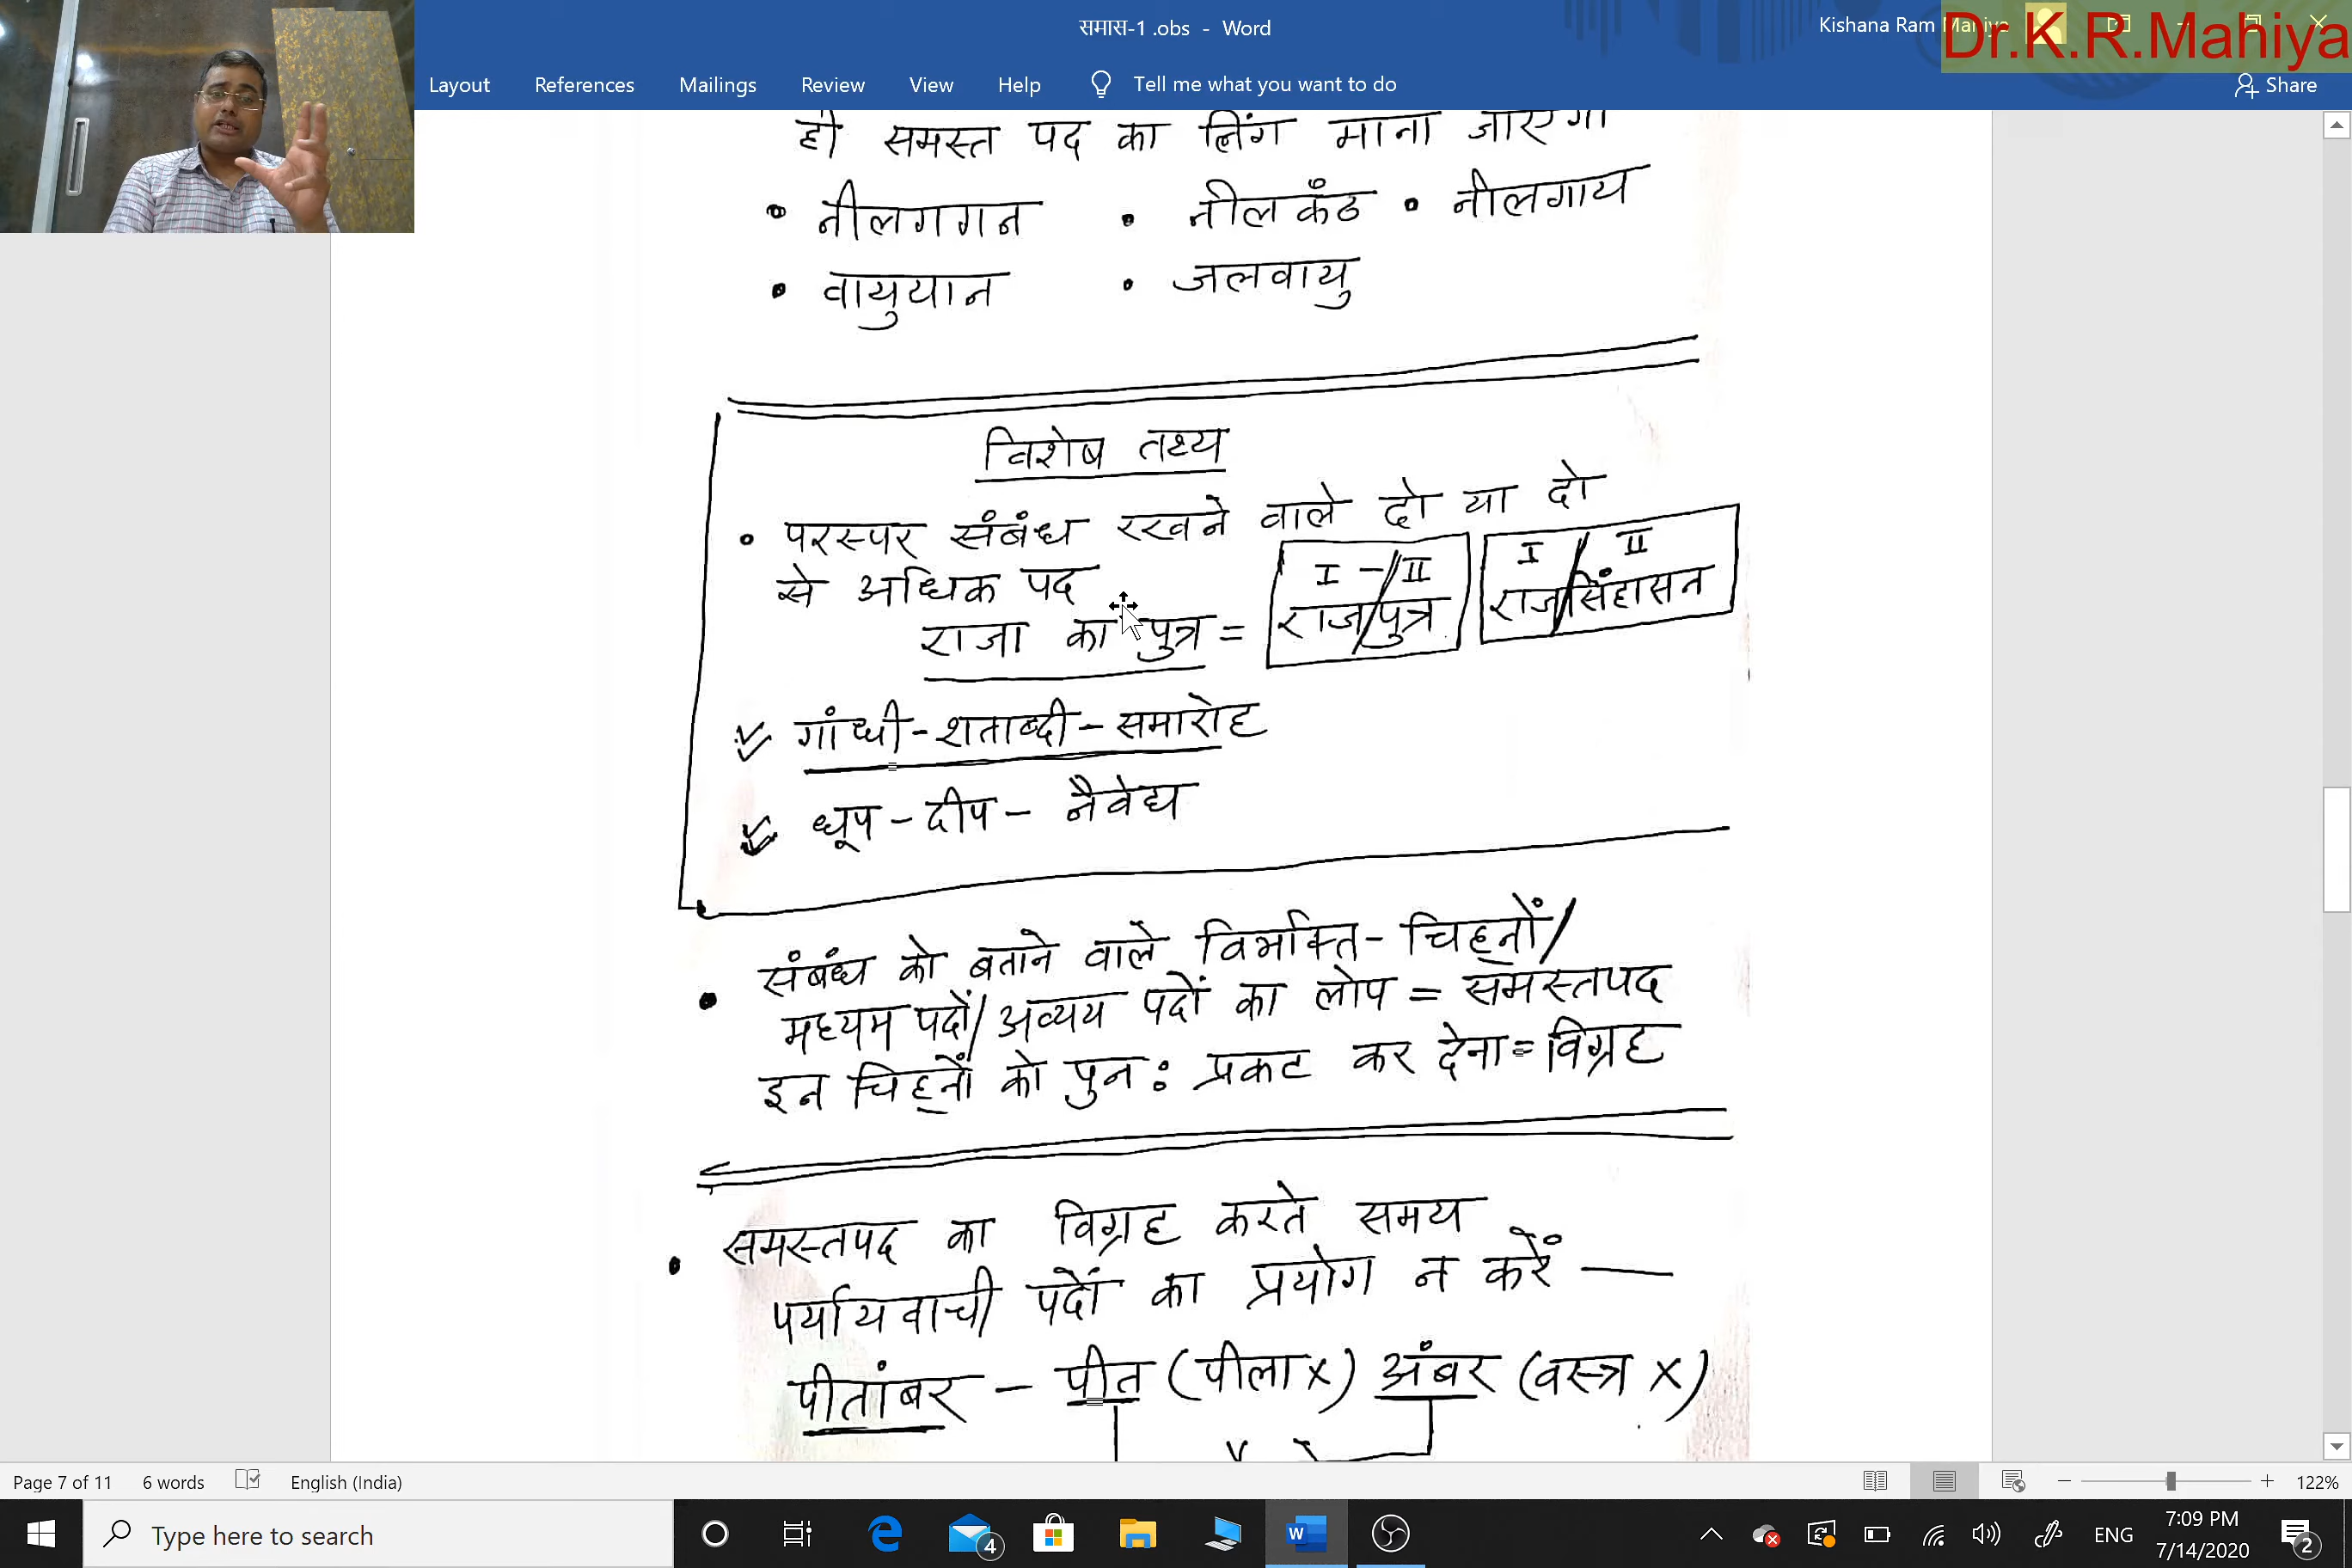 समास-1 .obs - Word
Kishana Ram Mahiya
Dr.K.R.Mahiya
Layout References Mailings Review View Help Tell me what you want to do
Share
ही समस्त पद का लिंग माना जाएगा
• नीलगगन • नीलकंठ • नीलगाय
• वायुयान • जलवायु
विशेष तथ्य
• परस्पर संबंध रखने वाले दो या दो
से अधिक पद
I - / II
I / II
राजा का पुत्र = राज/पुत्र राज/सिंहासन
गांधी-शताब्दी-समारोह
धूप-दीप-नैवेद्य
• संबंध को बताने वाले विभक्ति-चिह्नों/
मध्यम पदों/अव्यय पदों का लोप = समस्तपद
इन चिह्नों को पुनः प्रकट कर देना = विग्रह
• समस्तपद का विग्रह करते समय
पर्यायवाची पदों का प्रयोग न करें —
पीतांबर - पीत (पीला x) अंबर (वस्त्र x)
Page 7 of 11 6 words English (India) 122%
Type here to search
4
ENG
7:09 PM
7/14/2020
2